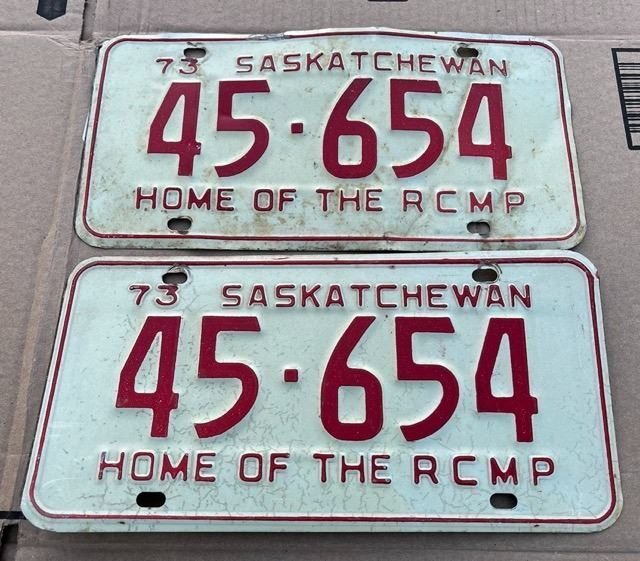 73 SASKATCHEWAN
45·654
HOME OF THE RCMP
73 SASKATCHEWAN
45·654
HOME OF THE RCMP